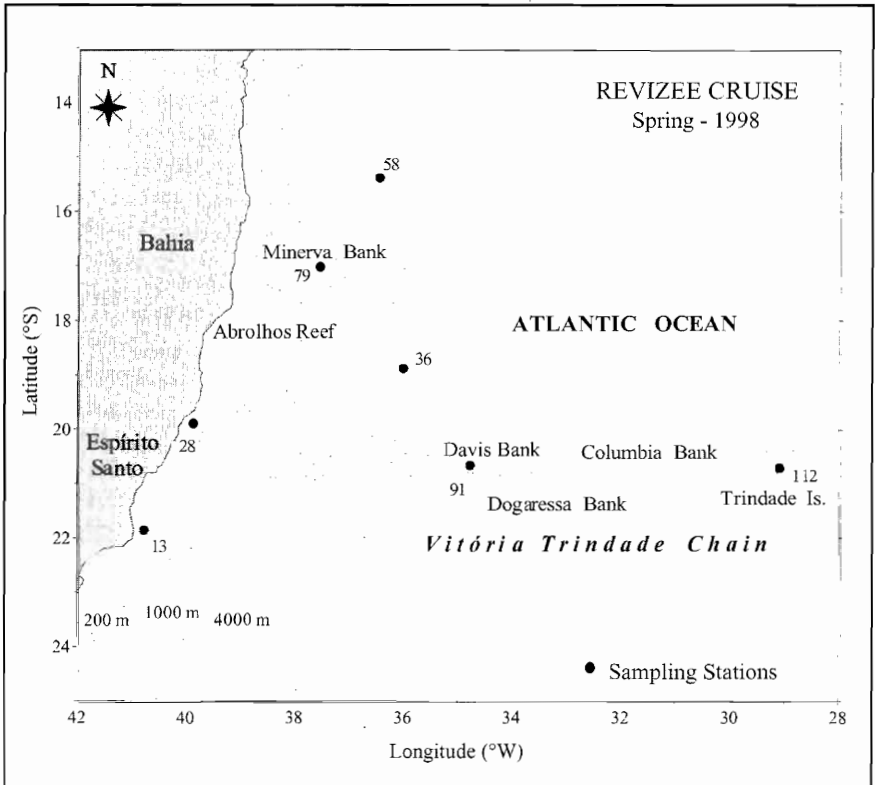 N
REVIZEE CRUISE
Spring - 1998
14
58
16
Bahia
Minerva Bank
79
18
Abrolhos Reef
ATLANTIC OCEAN
Latitude (°S)
36
20
Espírito
Santo
28
Davis Bank
Columbia Bank
91
112
Dogaressa Bank
Trindade Is.
22
13
Vitória Trindade Chain
200 m
1000 m
4000 m
24
Sampling Stations
42
40
38
36
34
32
30
28
Longitude (°W)